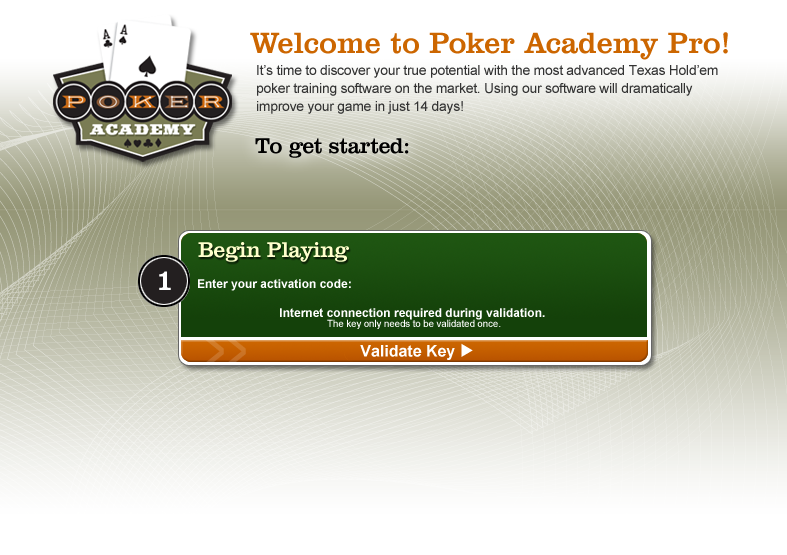 Welcome to Poker Academy Pro!
It's time to discover your true potential with the most advanced Texas Hold'em
poker training software on the market. Using our software will dramatically
improve your game in just 14 days!
A
A
POKER
ACADEMY
To get started:
Begin Playing
1
Enter your activation code:
Internet connection required during validation.
The key only needs to be validated once.
Validate Key